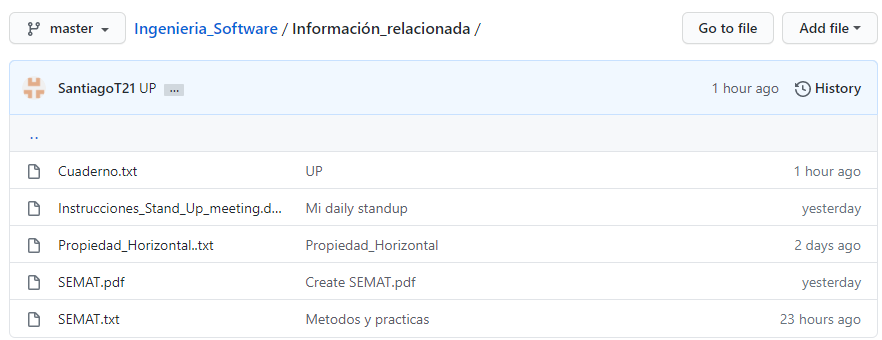 master Ingenieria_Software / Información_relacionada / Go to file Add file
SantiagoT21 UP ... 1 hour ago History
..
Cuaderno.txt UP 1 hour ago
Instrucciones_Stand_Up_meeting.d... Mi daily standup yesterday
Propiedad_Horizontal..txt Propiedad_Horizontal 2 days ago
SEMAT.pdf Create SEMAT.pdf yesterday
SEMAT.txt Metodos y practicas 23 hours ago